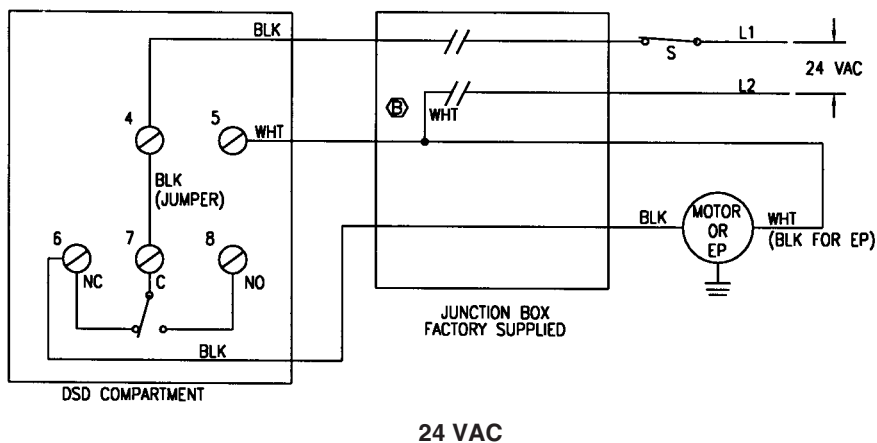 BLK
L1
S
24 VAC
L2
B
WHT
4
5
WHT
BLK
(JUMPER)
BLK
MOTOR
OR
EP
WHT
(BLK FOR EP)
6
7
8
NC
C
NO
JUNCTION BOX
FACTORY SUPPLIED
BLK
DSD COMPARTMENT
24 VAC